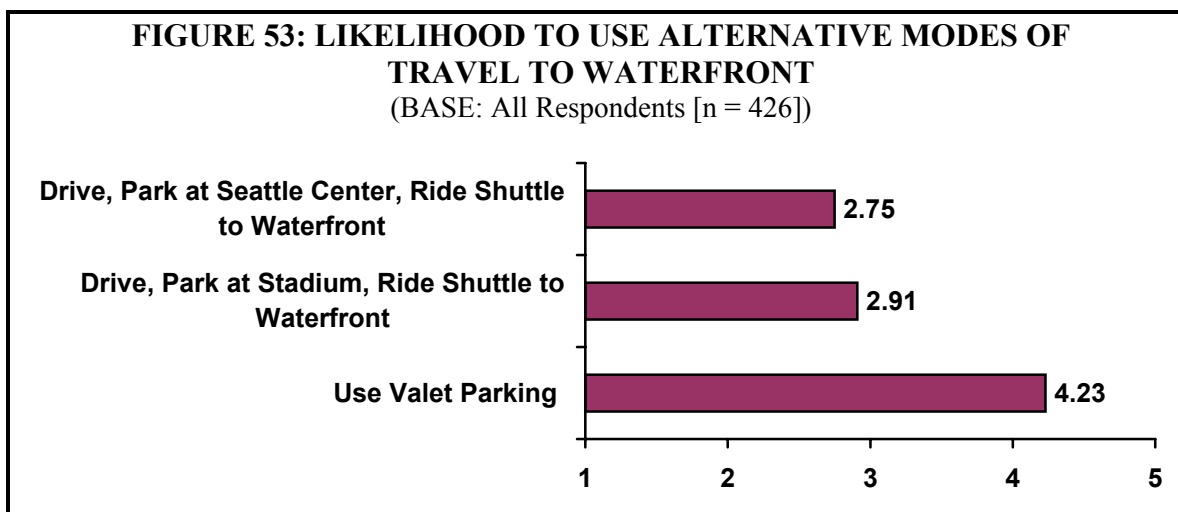 FIGURE 53: LIKELIHOOD TO USE ALTERNATIVE MODES OF
TRAVEL TO WATERFRONT
(BASE: All Respondents [n = 426])
Drive, Park at Seattle Center, Ride Shuttle
to Waterfront
2.75
Drive, Park at Stadium, Ride Shuttle to
Waterfront
2.91
Use Valet Parking
4.23
1 2 3 4 5